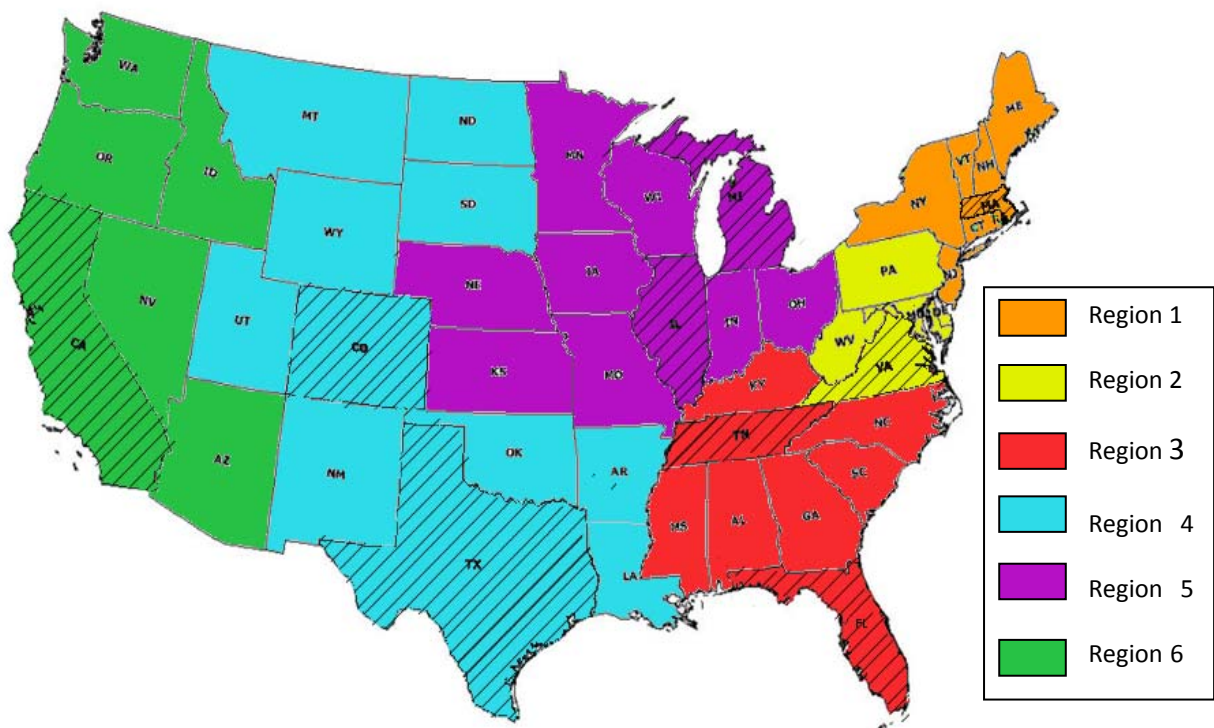 WA
MT
ND
MN
ME
OR
ID
SD
WI
MI
NY
VT
NH
MA
CT
WY
IA
PA
NV
NE
OH
UT
IL
IN
WV
CA
CO
KS
MO
KY
VA
TN
NC
AZ
NM
OK
AR
SC
MS
AL
GA
TX
LA
FL
Region 1
Region 2
Region 3
Region 4
Region 5
Region 6